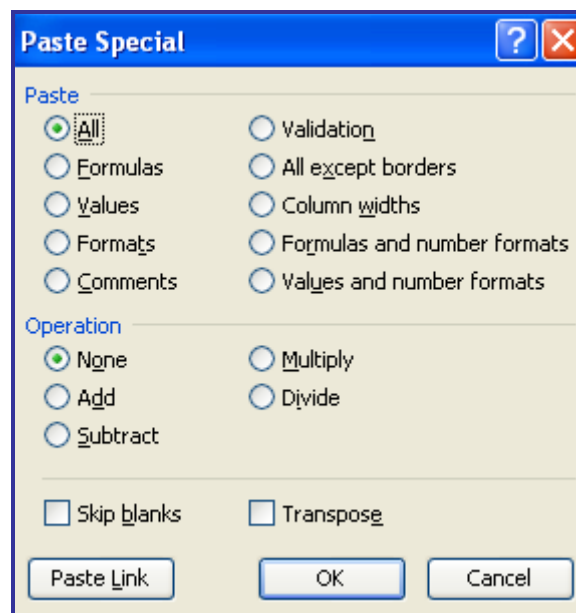 Paste Special
?
Paste
All
Validation
Formulas
All except borders
Values
Column widths
Formats
Formulas and number formats
Comments
Values and number formats
Operation
None
Multiply
Add
Divide
Subtract
Skip blanks
Transpose
Paste Link
OK
Cancel